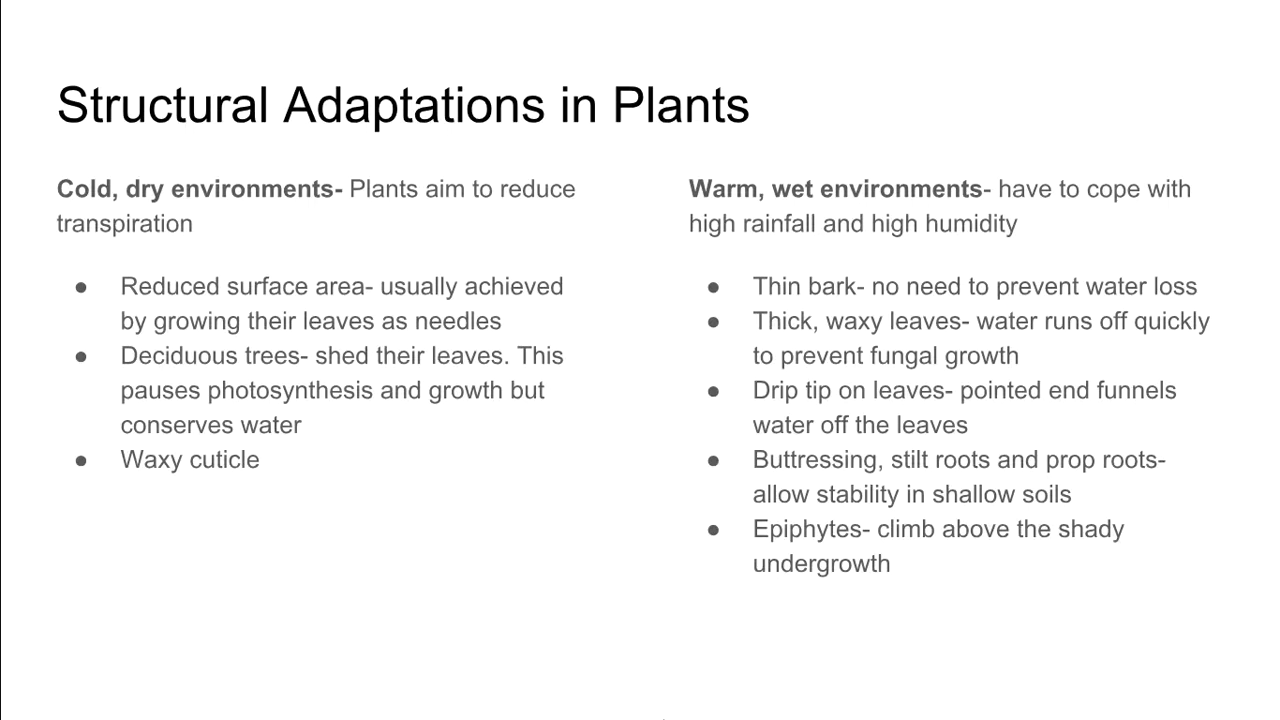 Structural Adaptations in Plants
Cold, dry environments- Plants aim to reduce
transpiration
● Reduced surface area- usually achieved
by growing their leaves as needles
● Deciduous trees- shed their leaves. This
pauses photosynthesis and growth but
conserves water
● Waxy cuticle
Warm, wet environments- have to cope with
high rainfall and high humidity
● Thin bark- no need to prevent water loss
● Thick, waxy leaves- water runs off quickly
to prevent fungal growth
● Drip tip on leaves- pointed end funnels
water off the leaves
● Buttressing, stilt roots and prop roots-
allow stability in shallow soils
● Epiphytes- climb above the shady
undergrowth